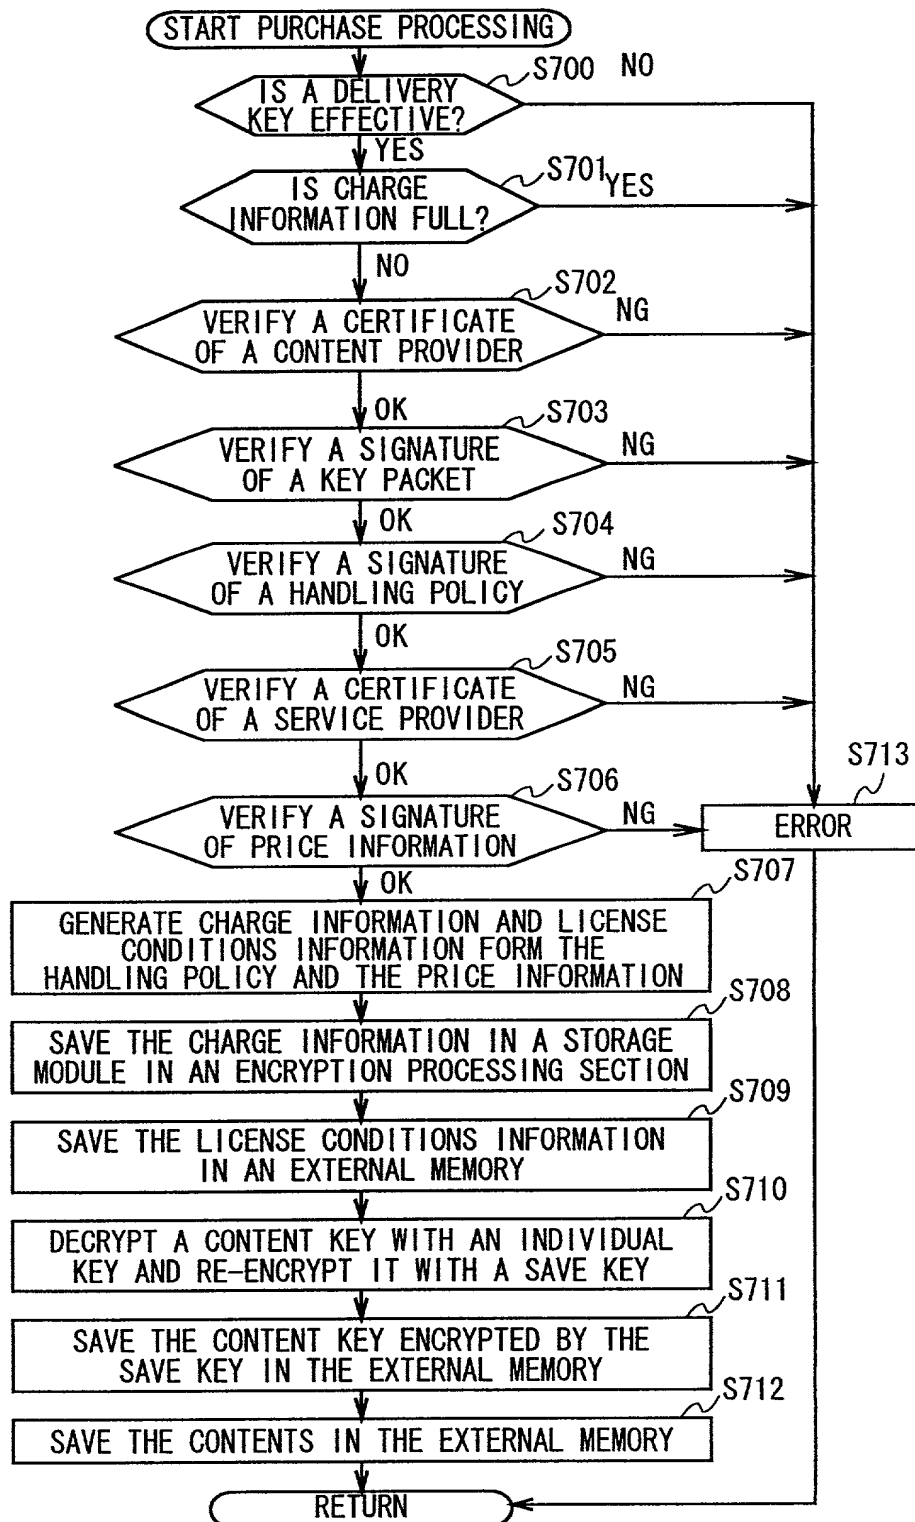 START PURCHASE PROCESSING
S700
NO
IS A DELIVERY
KEY EFFECTIVE?
YES
S701
YES
IS CHARGE
INFORMATION FULL?
NO
S702
NG
VERIFY A CERTIFICATE
OF A CONTENT PROVIDER
OK
S703
NG
VERIFY A SIGNATURE
OF A KEY PACKET
OK
S704
NG
VERIFY A SIGNATURE
OF A HANDLING POLICY
OK
S705
NG
VERIFY A CERTIFICATE
OF A SERVICE PROVIDER
OK
S706
NG
VERIFY A SIGNATURE
OF PRICE INFORMATION
S713
ERROR
OK
S707
GENERATE CHARGE INFORMATION AND LICENSE
CONDITIONS INFORMATION FORM THE
HANDLING POLICY AND THE PRICE INFORMATION
S708
SAVE THE CHARGE INFORMATION IN A STORAGE
MODULE IN AN ENCRYPTION PROCESSING SECTION
S709
SAVE THE LICENSE CONDITIONS INFORMATION
IN AN EXTERNAL MEMORY
S710
DECRYPT A CONTENT KEY WITH AN INDIVIDUAL
KEY AND RE-ENCRYPT IT WITH A SAVE KEY
S711
SAVE THE CONTENT KEY ENCRYPTED BY THE
SAVE KEY IN THE EXTERNAL MEMORY
S712
SAVE THE CONTENTS IN THE EXTERNAL MEMORY
RETURN